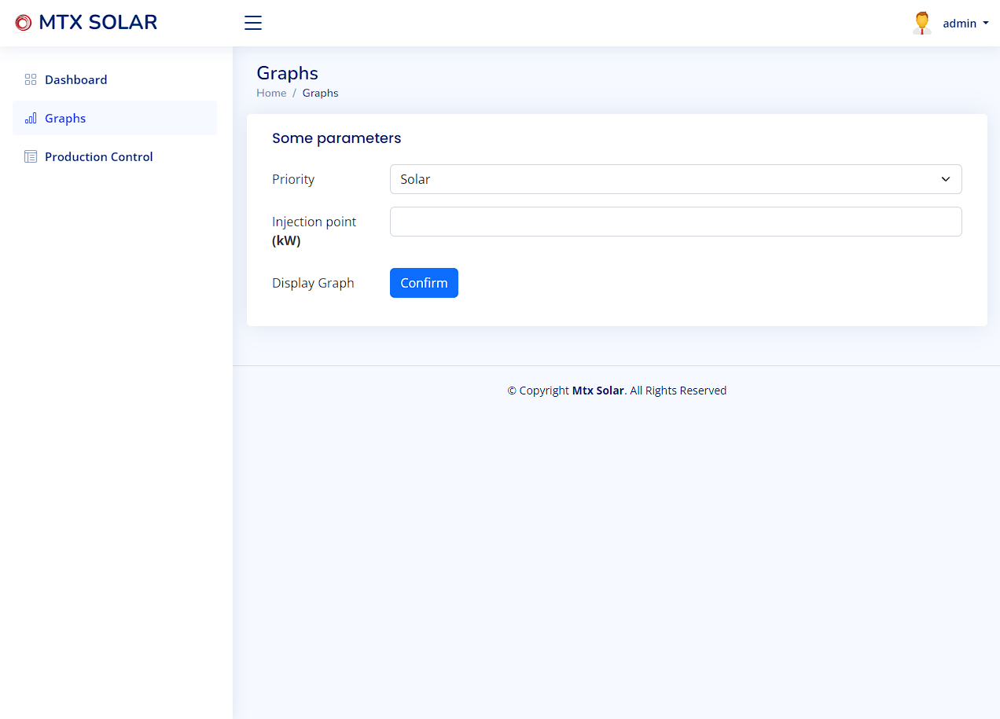 MTX SOLAR
admin
Dashboard
Graphs
Production Control
Graphs
Home / Graphs
Some parameters
Priority
Solar
Injection point
(kW)
Display Graph
Confirm
© Copyright Mtx Solar. All Rights Reserved